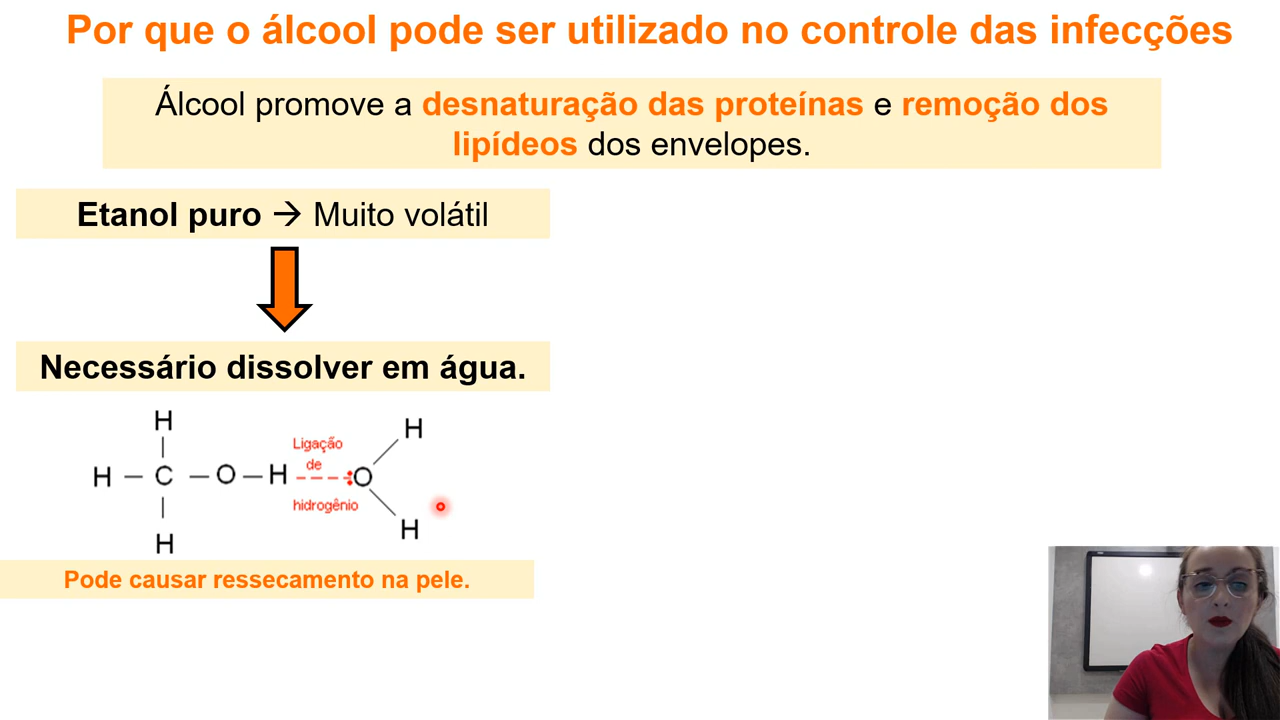 Por que o álcool pode ser utilizado no controle das infecções
Álcool promove a desnaturação das proteínas e remoção dos
lipídeos dos envelopes.
Etanol puro → Muito volátil
Necessário dissolver em água.
H
H
Ligação
de
H – C – O – H O
hidrogênio
H
H
Pode causar ressecamento na pele.